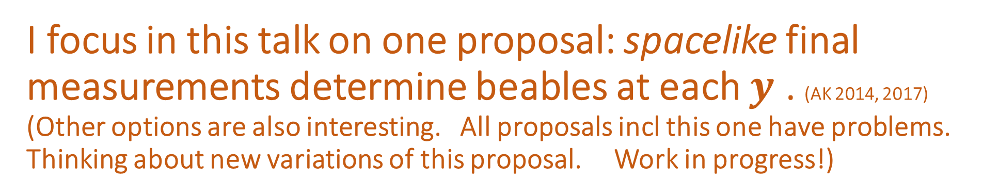 I focus in this talk on one proposal: spacelike final
measurements determine beables at each y . (AK 2014, 2017)
(Other options are also interesting. All proposals incl this one have problems.
Thinking about new variations of this proposal. Work in progress!)